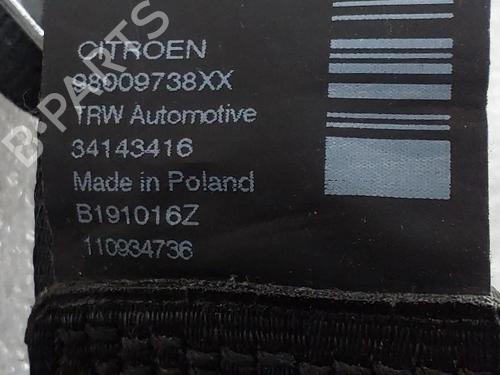 CITROEN
98009738XX
TRW Automotive
34143416
Made in Poland
B191016Z
110934736
B-PARTS